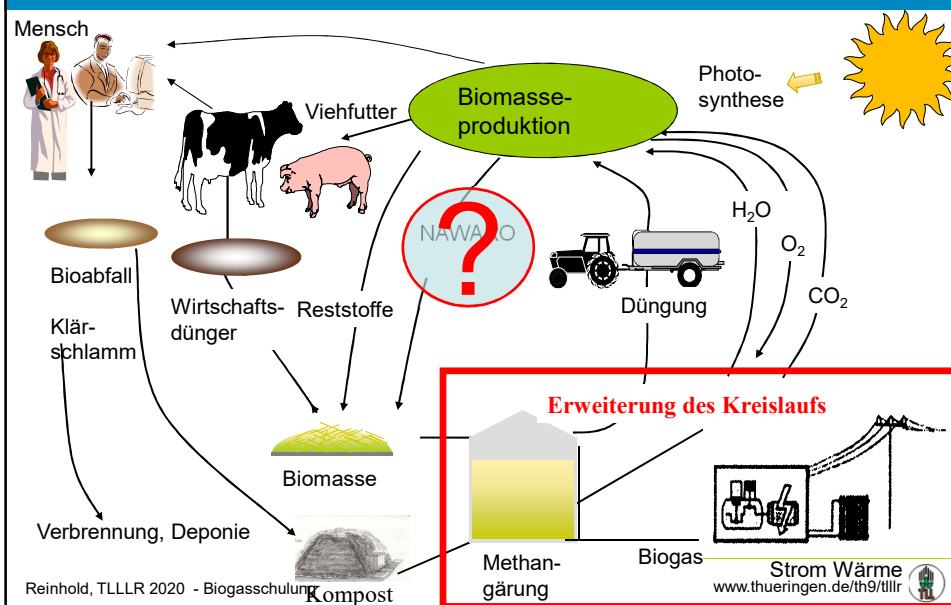 Mensch
Photo-
synthese
Biomasse-
produktion
Viehfutter
NAWARO
?
H₂O
O₂
CO₂
Bioabfall
Wirtschafts-
dünger
Reststoffe
Düngung
Klär-
schlamm
Erweiterung des Kreislaufs
Biomasse
Verbrennung, Deponie
Kompost
Methan-
gärung
Biogas
Strom Wärme
Reinhold, TLLLR 2020 - Biogasschulung
www.thueringen.de/th9/tlllr